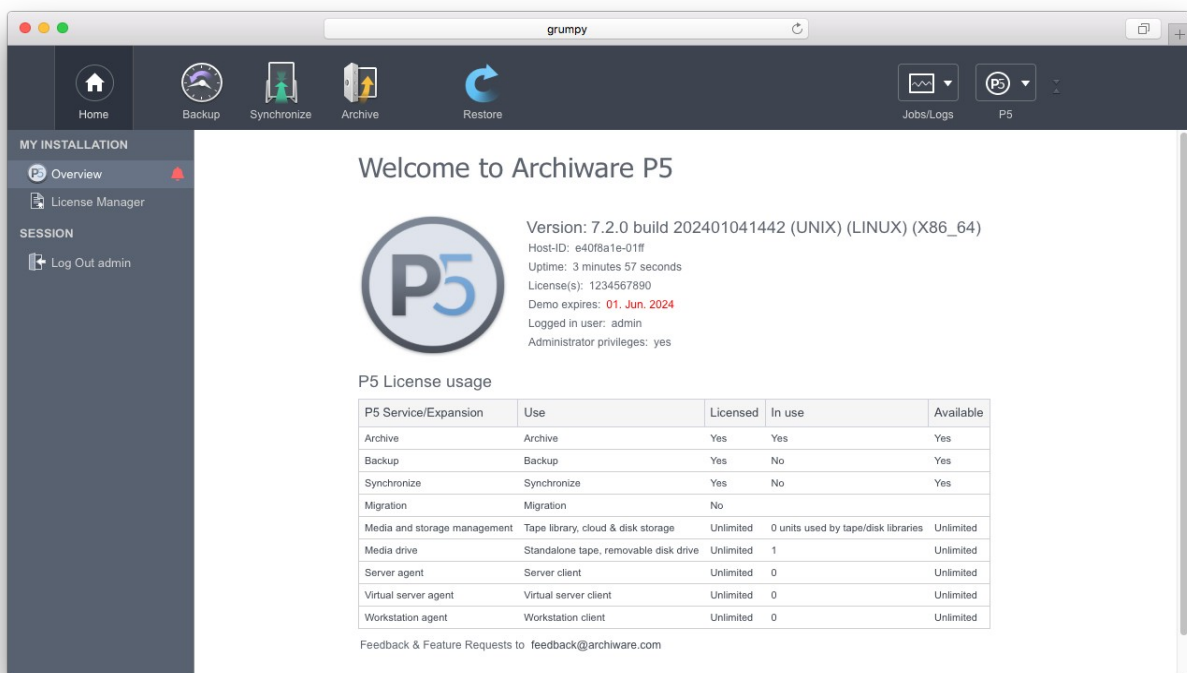 grumpy
Home
Backup
Synchronize
Archive
Restore
Jobs/Logs
P5
P5
MY INSTALLATION
P5 Overview
License Manager
SESSION
Log Out admin
Welcome to Archiware P5
P5
Version: 7.2.0 build 202401041442 (UNIX) (LINUX) (X86_64)
Host-ID: e40f8a1e-01ff
Uptime: 3 minutes 57 seconds
License(s): 1234567890
Demo expires: 01. Jun. 2024
Logged in user: admin
Administrator privileges: yes
P5 License usage
P5 Service/Expansion Use Licensed In use Available
Archive Archive Yes Yes Yes
Backup Backup Yes No Yes
Synchronize Synchronize Yes No Yes
Migration Migration No
Media and storage management Tape library, cloud & disk storage Unlimited 0 units used by tape/disk libraries Unlimited
Media drive Standalone tape, removable disk drive Unlimited 1 Unlimited
Server agent Server client Unlimited 0 Unlimited
Virtual server agent Virtual server client Unlimited 0 Unlimited
Workstation agent Workstation client Unlimited 0 Unlimited
Feedback & Feature Requests to feedback@archiware.com